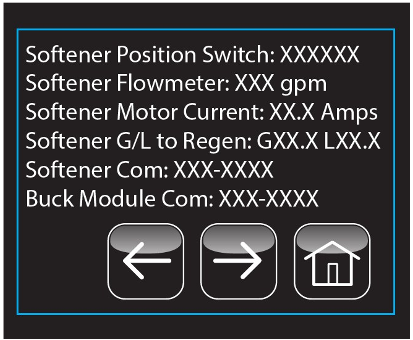 Softener Position Switch: XXXXXX
Softener Flowmeter: XXX gpm
Softener Motor Current: XX.X Amps
Softener G/L to Regen: GXX.X LXX.X
Softener Com: XXX-XXXX
Buck Module Com: XXX-XXXX